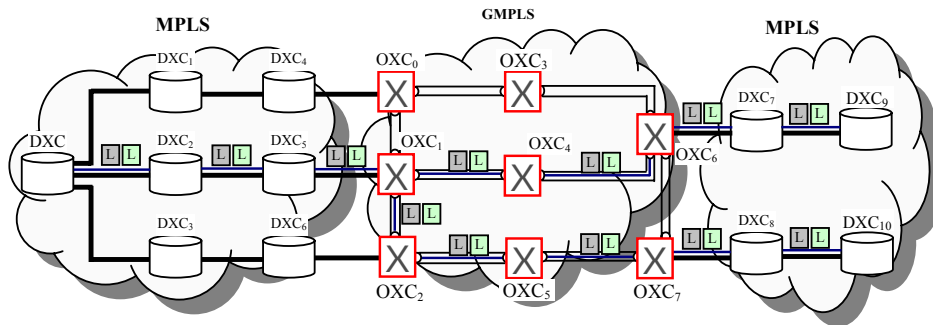 MPLS
GMPLS
MPLS
DXC₁
DXC₄
OXC₀
OXC₃
DXC₇
DXC₉
L L
L L
DXC
DXC₂
DXC₅
OXC₁
OXC₄
OXC₆
L L
L L
L L
L L
L L
L L
DXC₃
DXC₆
DXC₈
DXC₁₀
L L
L L
L L
L L
OXC₂
OXC₅
OXC₇